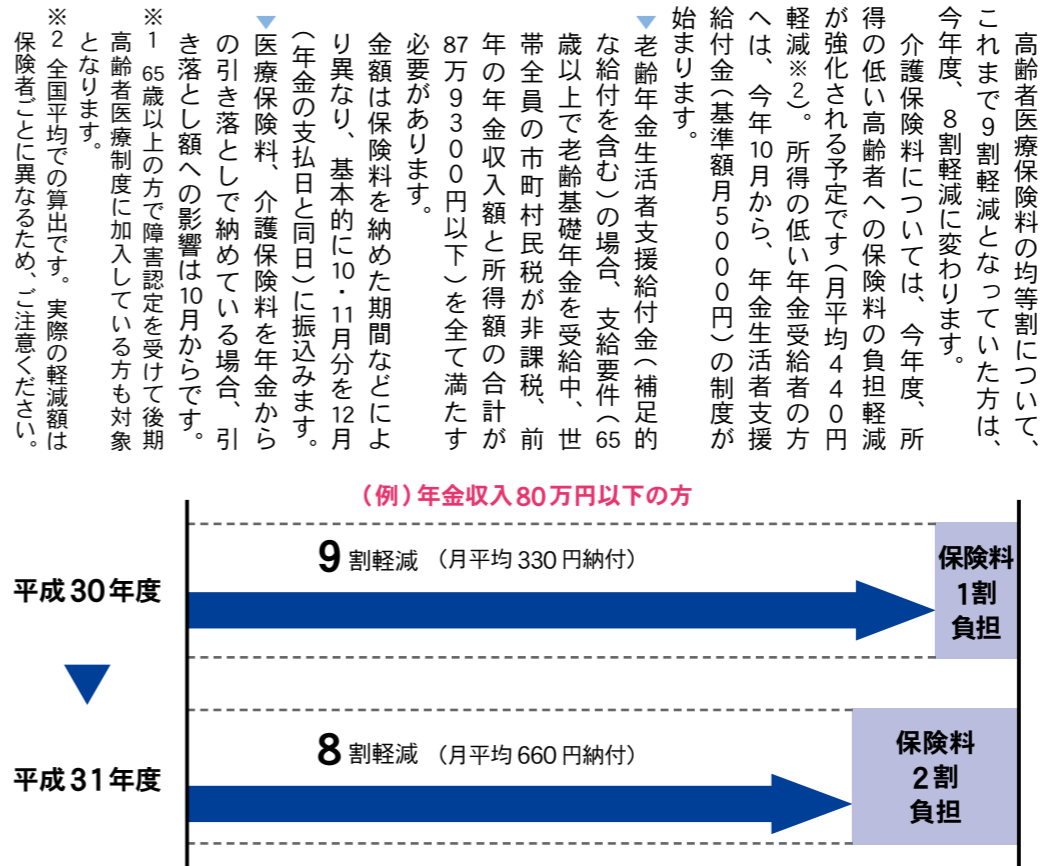 高齢者医療保険料の均等割について、
これまで9割軽減となっていた方は、
今年度、8割軽減に変わります。
介護保険料については、今年度、所
得の低い高齢者への保険料の負担軽減
が強化される予定です(月平均440円
軽減※2)。所得の低い年金受給者の方
へは、今年10月から、年金生活者支援
給付金(基準額月5000円)の制度が
始まります。
▼老齢年金生活者支援給付金(補足的
な給付を含む)の場合、支給要件(65
歳以上で老齢基礎年金を受給中、世
帯全員の市町村民税が非課税、前
年の年金収入額と所得額の合計が
87万9300円以下)を全て満たす
必要があります。
金額は保険料を納めた期間などによ
り異なり、基本的に10・11月分を12月
(年金の支払日と同日)に振込みます。
▼医療保険料、介護保険料を年金から
の引き落としで納めている場合、引
き落とし額への影響は10月からです。
※1 65歳以上の方で障害認定を受けて後期
高齢者医療制度に加入している方も対象
となります。
※2 全国平均での算出です。実際の軽減額は
保険者ごとに異なるため、ご注意ください。
(例)年金収入80万円以下の方
平成30年度
9割軽減 (月平均330円納付)
保険料
1割
負担
▼
平成31年度
8割軽減 (月平均660円納付)
保険料
2割
負担